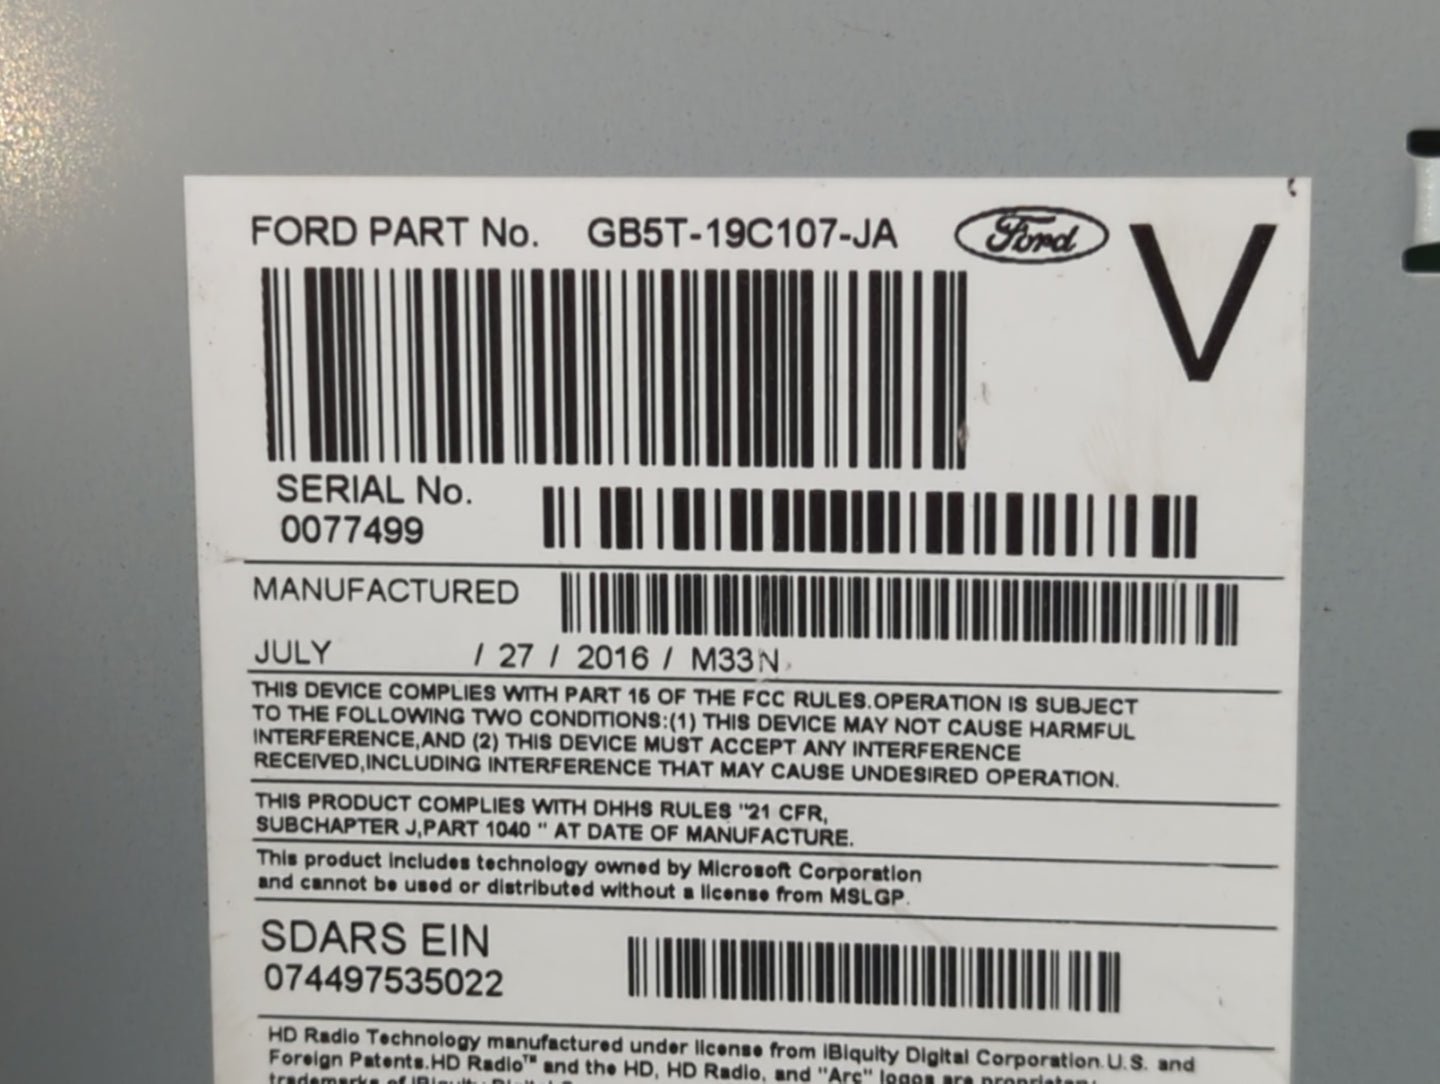 FORD PART No. GB5T-19C107-JA Ford V
SERIAL No.
0077499
MANUFACTURED
JULY / 27 / 2016 / M33N
THIS DEVICE COMPLIES WITH PART 15 OF THE FCC RULES.OPERATION IS SUBJECT
TO THE FOLLOWING TWO CONDITIONS:(1) THIS DEVICE MAY NOT CAUSE HARMFUL
INTERFERENCE,AND (2) THIS DEVICE MUST ACCEPT ANY INTERFERENCE
RECEIVED,INCLUDING INTERFERENCE THAT MAY CAUSE UNDESIRED OPERATION.
THIS PRODUCT COMPLIES WITH DHHS RULES "21 CFR,
SUBCHAPTER J,PART 1040 " AT DATE OF MANUFACTURE.
This product includes technology owned by Microsoft Corporation
and cannot be used or distributed without a license from MSLGP.
SDARS EIN
074497535022
HD Radio Technology manufactured under license from iBiquity Digital Corporation.U.S. and
Foreign Patents.HD Radio™ and the HD, HD Radio, and "Arc" logos are proprietary
trademarks of iBiquity Digital